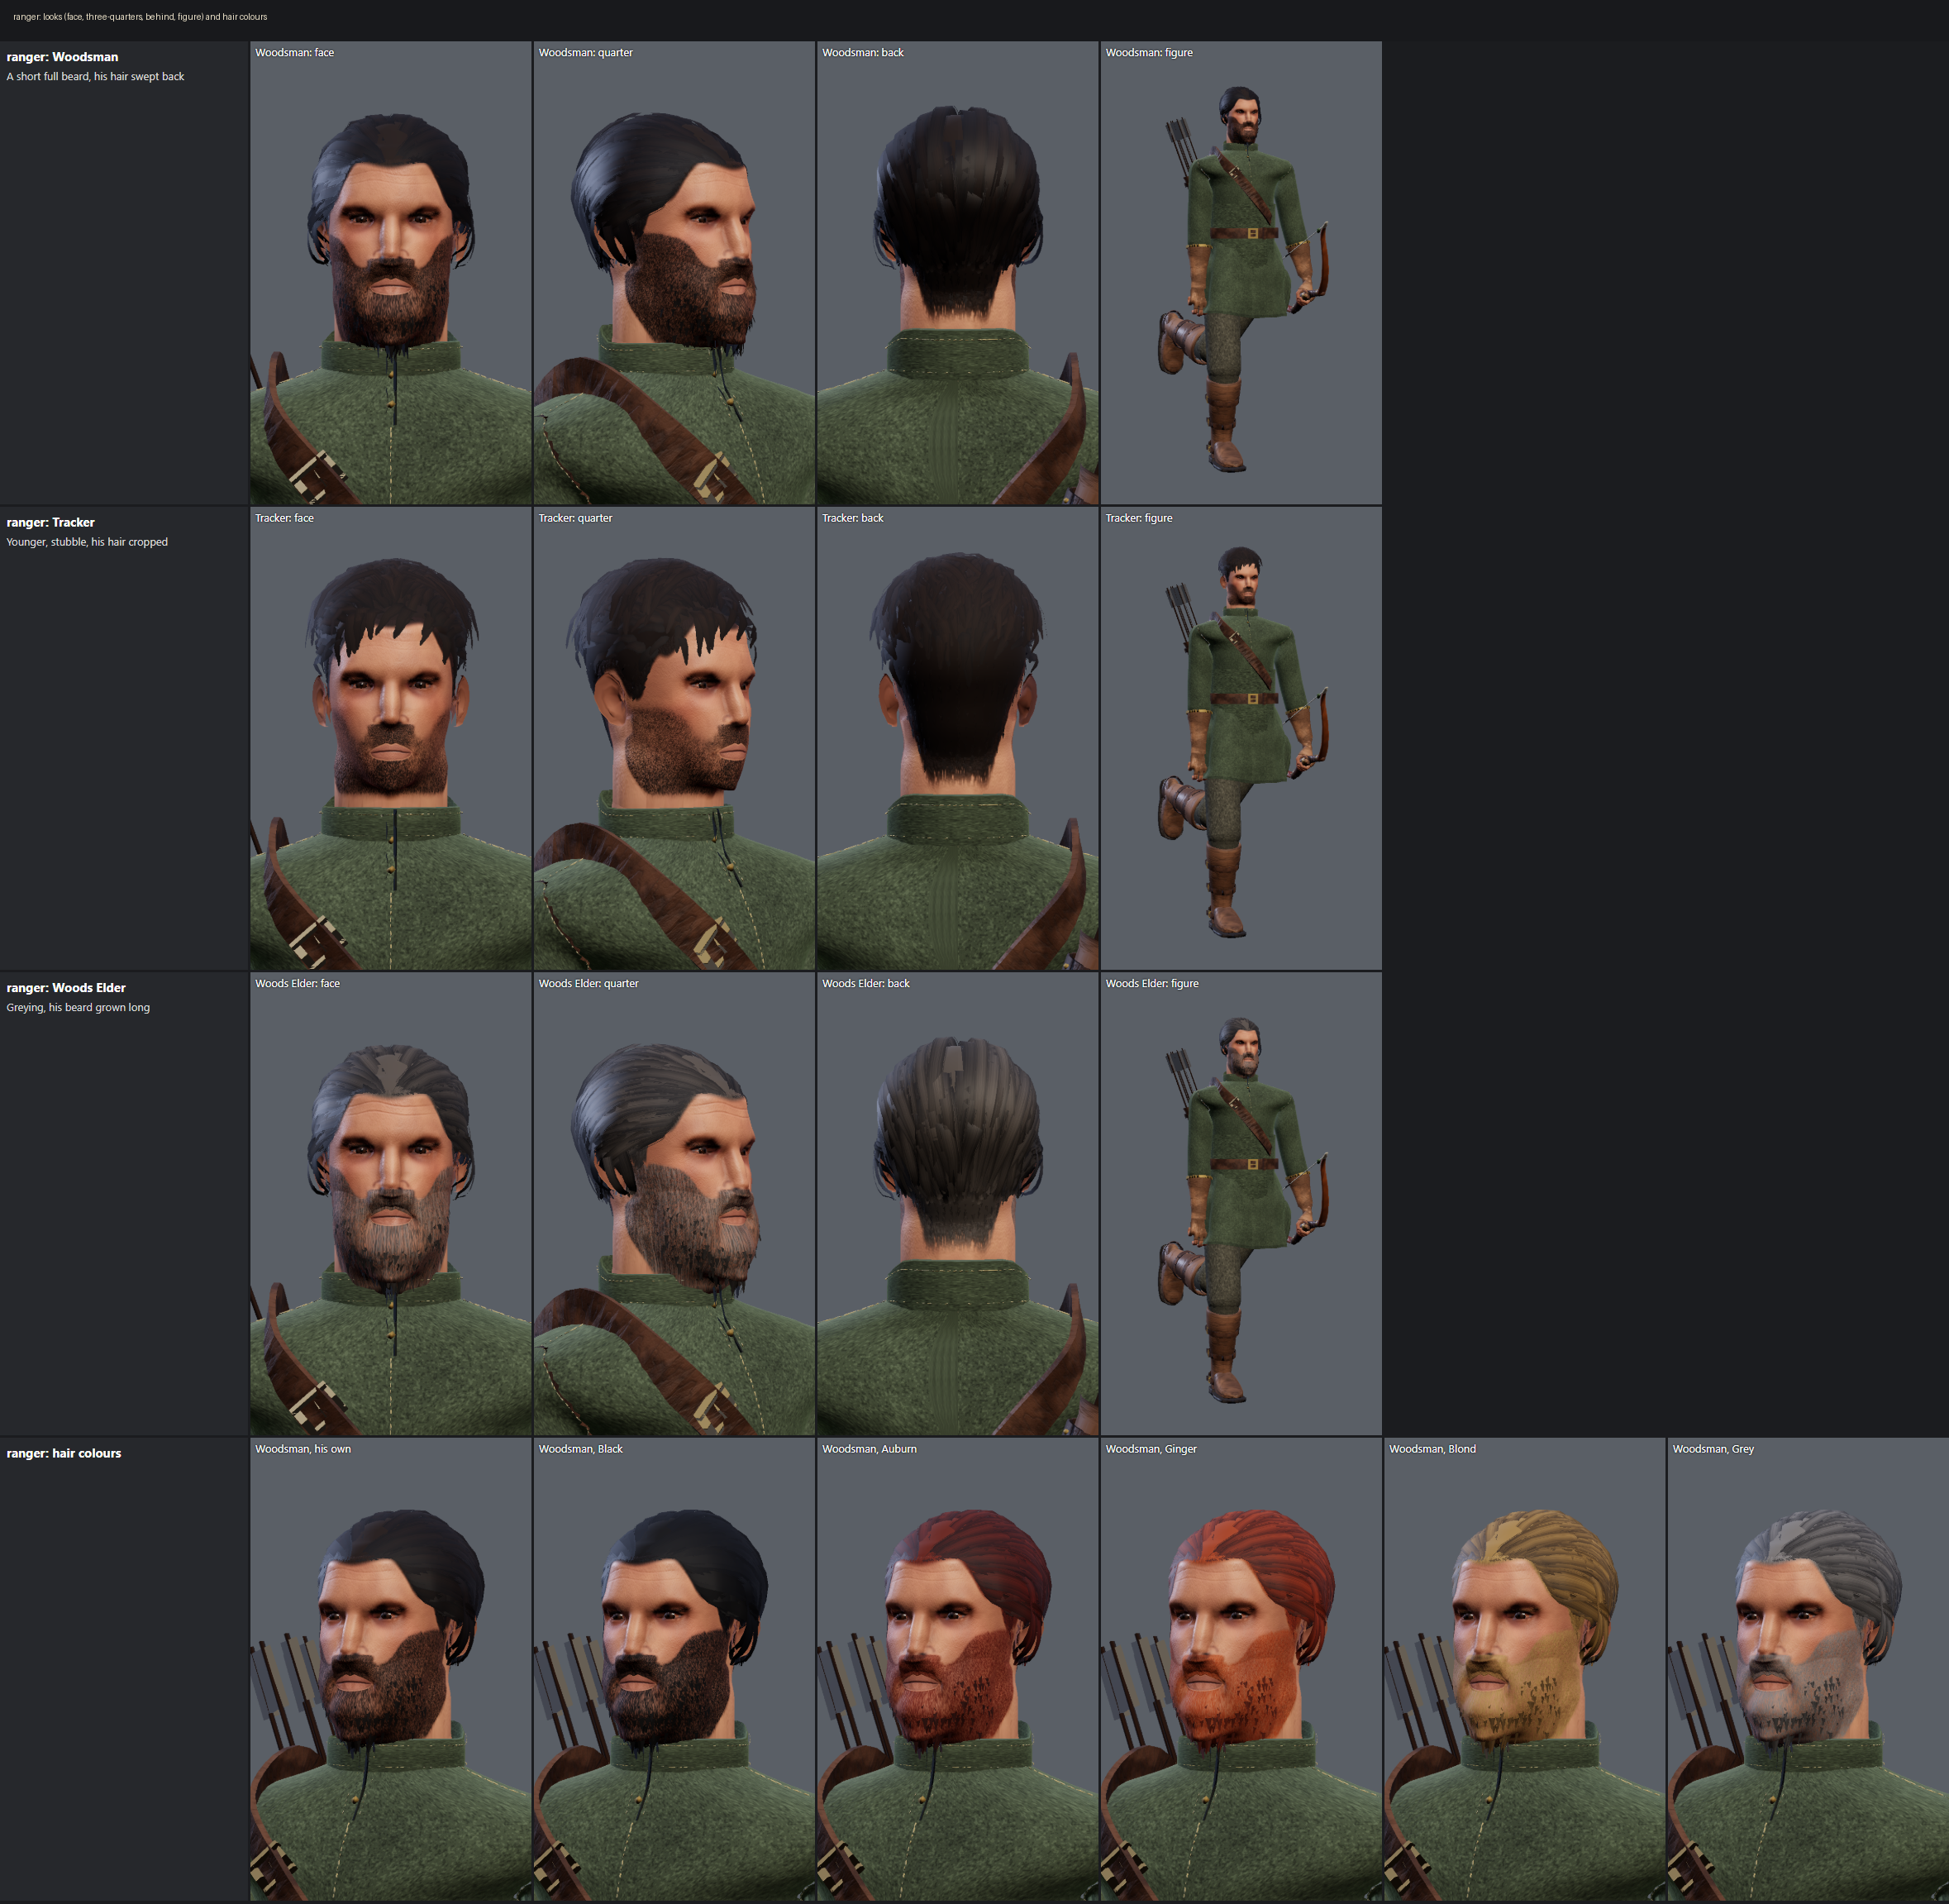 ranger: looks (face, three-quarters, behind, figure) and hair colours
ranger: Woodsman
A short full beard, his hair swept back
Woodsman: face
Woodsman: quarter
Woodsman: back
Woodsman: figure
ranger: Tracker
Younger, stubble, his hair cropped
Tracker: face
Tracker: quarter
Tracker: back
Tracker: figure
ranger: Woods Elder
Greying, his beard grown long
Woods Elder: face
Woods Elder: quarter
Woods Elder: back
Woods Elder: figure
ranger: hair colours
Woodsman, his own
Woodsman, Black
Woodsman, Auburn
Woodsman, Ginger
Woodsman, Blond
Woodsman, Grey